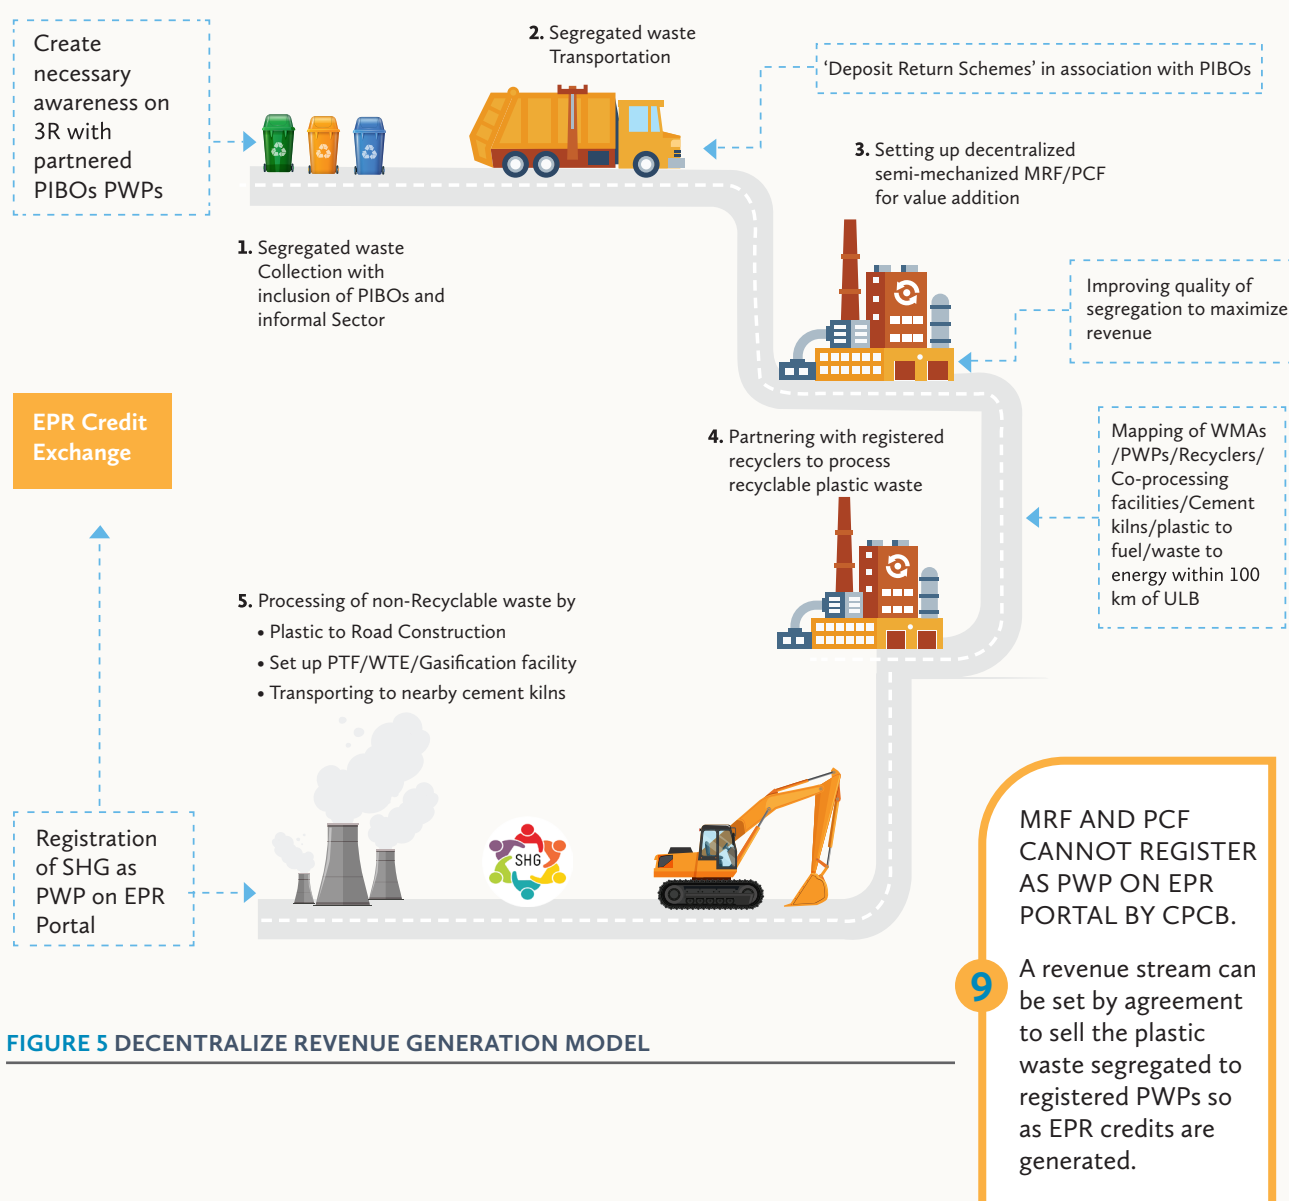 Create
necessary
awareness on
3R with
partnered
PIBOs PWPs
2. Segregated waste
Transportation
'Deposit Return Schemes' in association with PIBOs
3. Setting up decentralized
semi-mechanized MRF/PCF
for value addition
1. Segregated waste
Collection with
inclusion of PIBOs and
informal Sector
Improving quality of
segregation to maximize
revenue
EPR Credit
Exchange
4. Partnering with registered
recyclers to process
recyclable plastic waste
Mapping of WMAs
/PWPs/Recyclers/
Co-processing
facilities/Cement
kilns/plastic to
fuel/waste to
energy within 100
km of ULB
5. Processing of non-Recyclable waste by
• Plastic to Road Construction
• Set up PTF/WTE/Gasification facility
• Transporting to nearby cement kilns
Registration
of SHG as
PWP on EPR
Portal
SHG
MRF AND PCF
CANNOT REGISTER
AS PWP ON EPR
PORTAL BY CPCB.
9
A revenue stream can
be set by agreement
to sell the plastic
waste segregated to
registered PWPs so
as EPR credits are
generated.
FIGURE 5 DECENTRALIZE REVENUE GENERATION MODEL